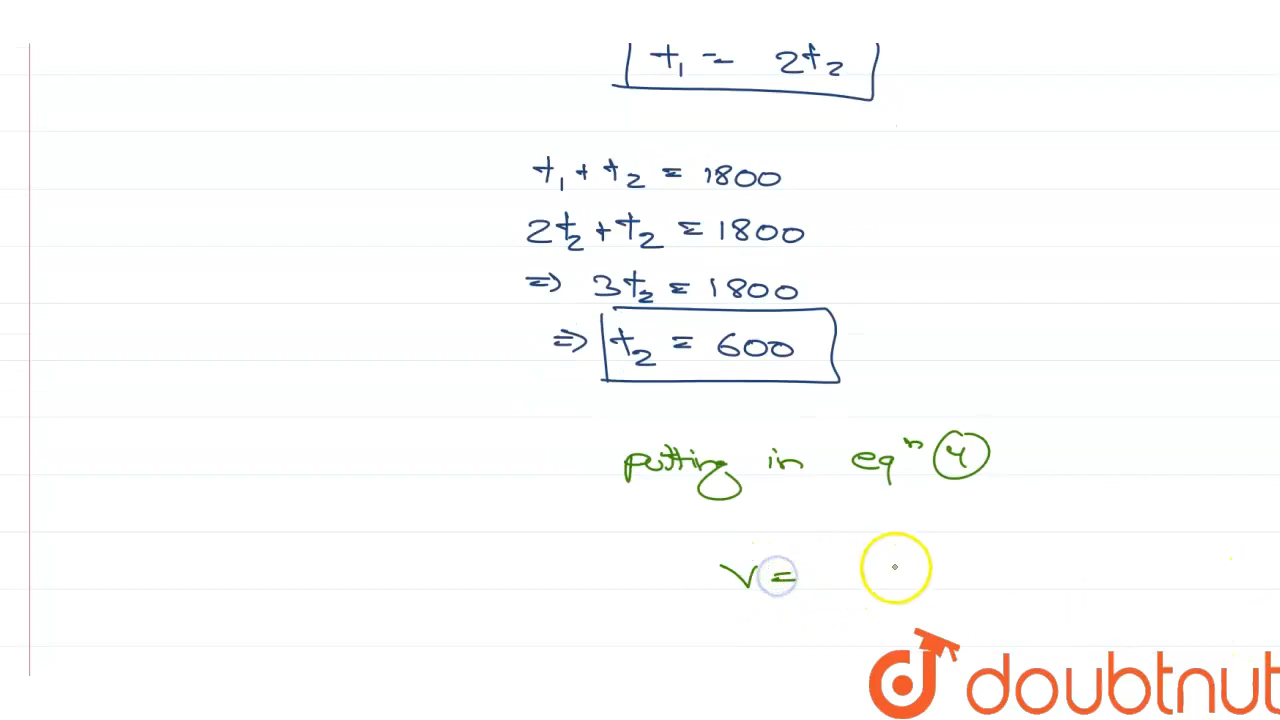 t₁ = 2t₂
t₁ + t₂ = 1800
2t₂ + t₂ = 1800
⇒ 3t₂ = 1800
⇒ t₂ = 600
putting in eqⁿ 4
v =
doubtnut